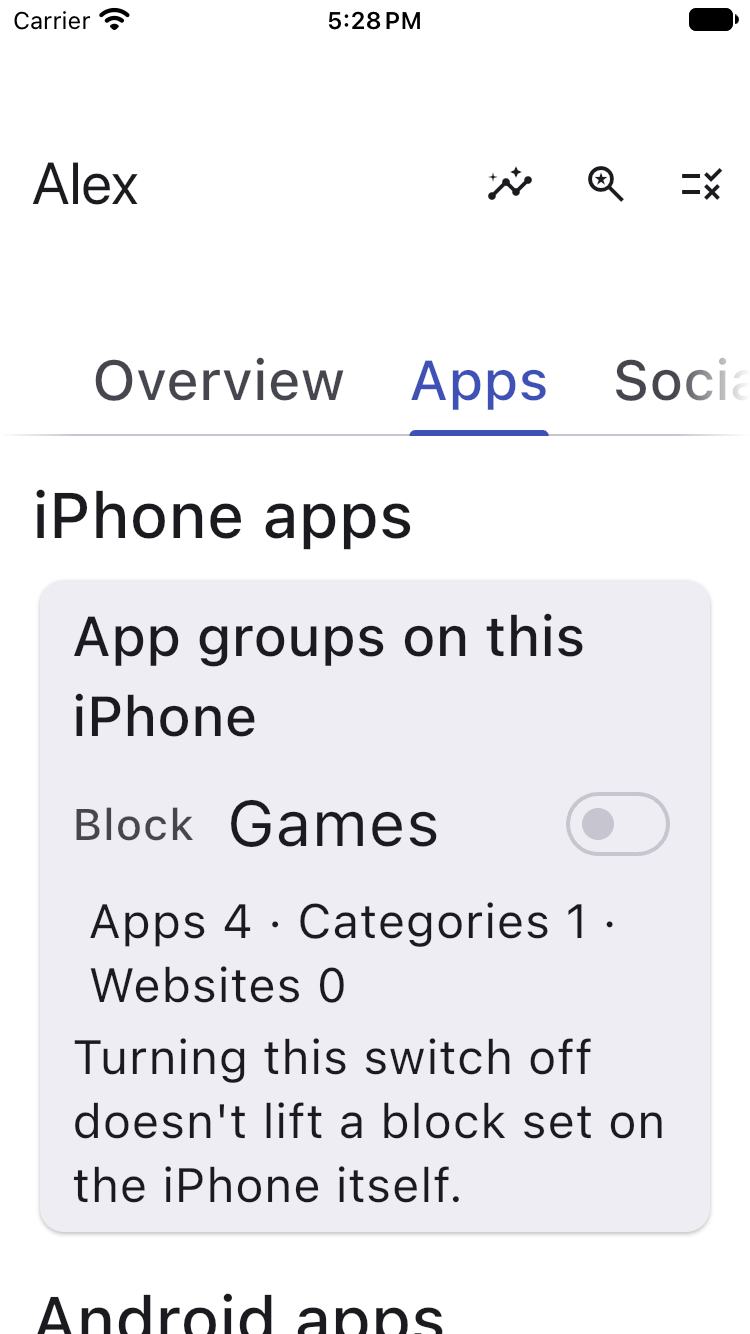 Carrier 5:28 PM
Alex
Overview Apps Socia
iPhone apps
App groups on this
iPhone
Block Games
Apps 4 · Categories 1 ·
Websites 0
Turning this switch off
doesn't lift a block set on
the iPhone itself.
Android apps